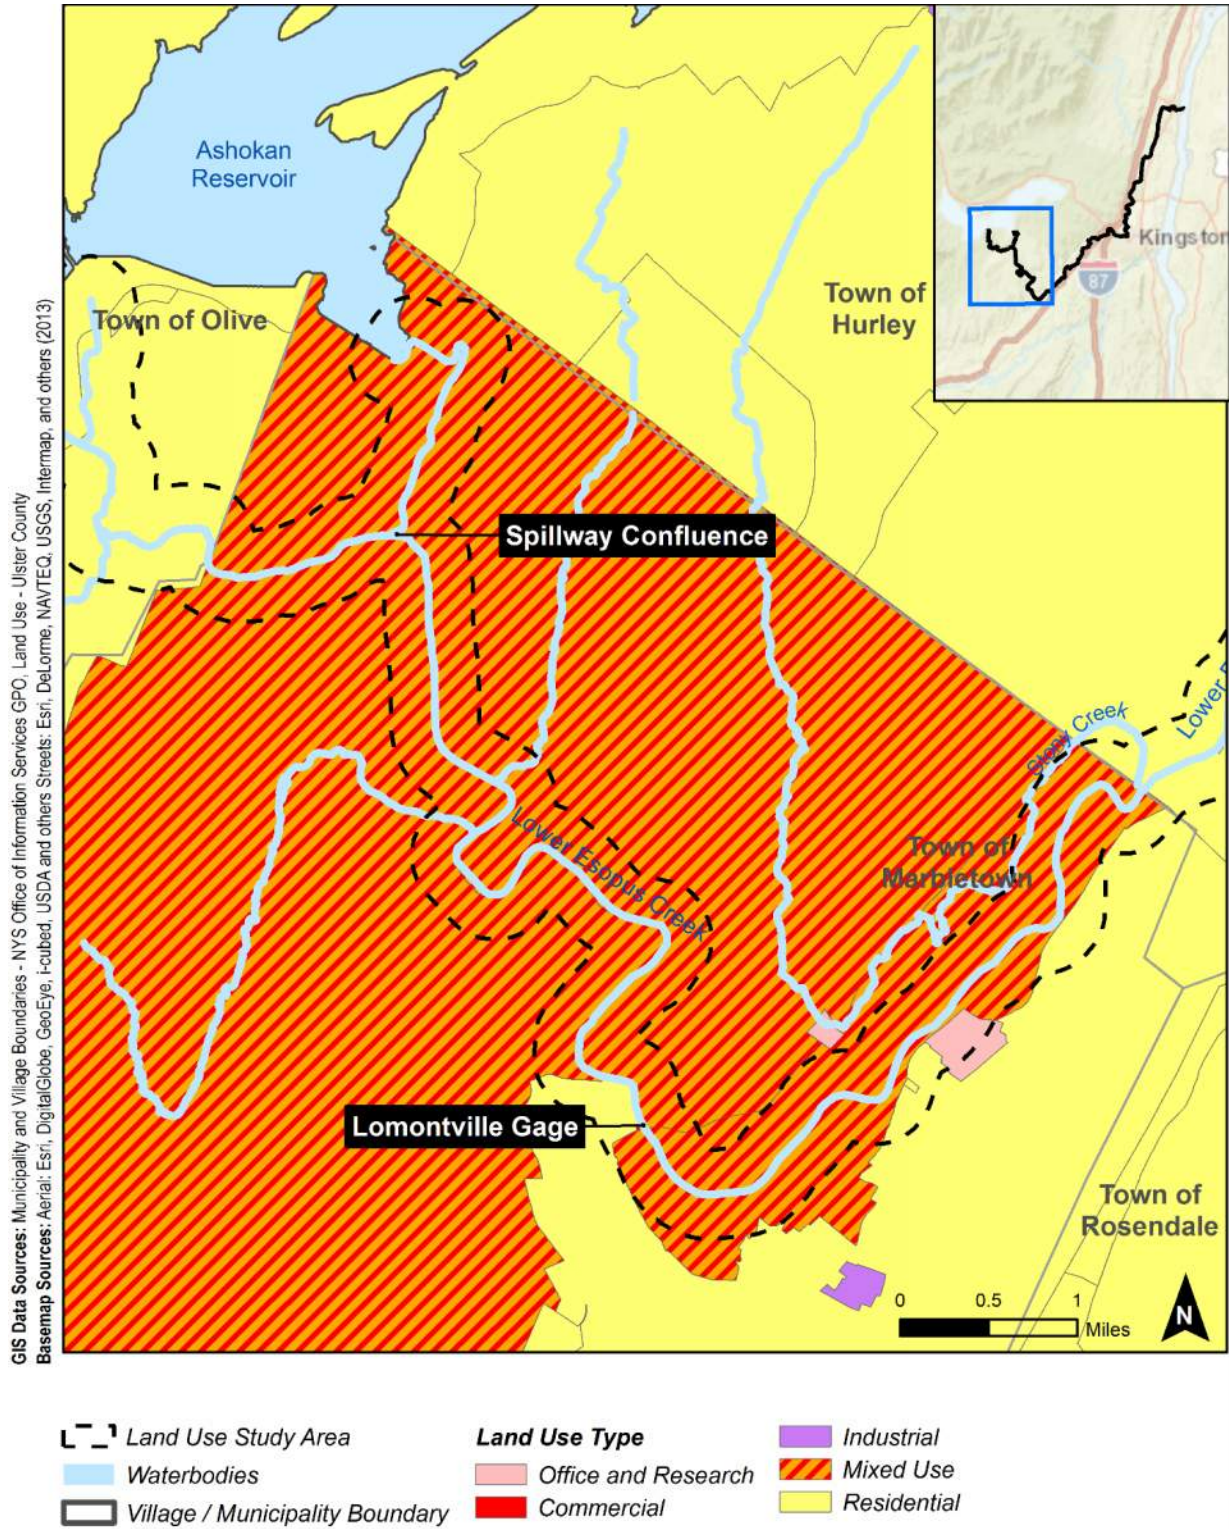 Ashokan
Reservoir
Town of Olive
Town of
Hurley
Kingston
87
Spillway Confluence
Stony Creek
Lower
Town of
Marbletown
Lower Esopus Creek
Lomontville Gage
Town of
Rosendale
0 0.5 1
Miles
N
GIS Data Sources: Municipality and Village Boundaries - NYS Office of Information Services GPO, Land Use - Ulster County
Basemap Sources: Aerial: Esri, DigitalGlobe, GeoEye, i-cubed, USDA and others Streets: Esri, DeLorme, NAVTEQ, USGS, Intermap, and others (2013)
Land Use Study Area
Waterbodies
Village / Municipality Boundary
Land Use Type
Office and Research
Commercial
Industrial
Mixed Use
Residential